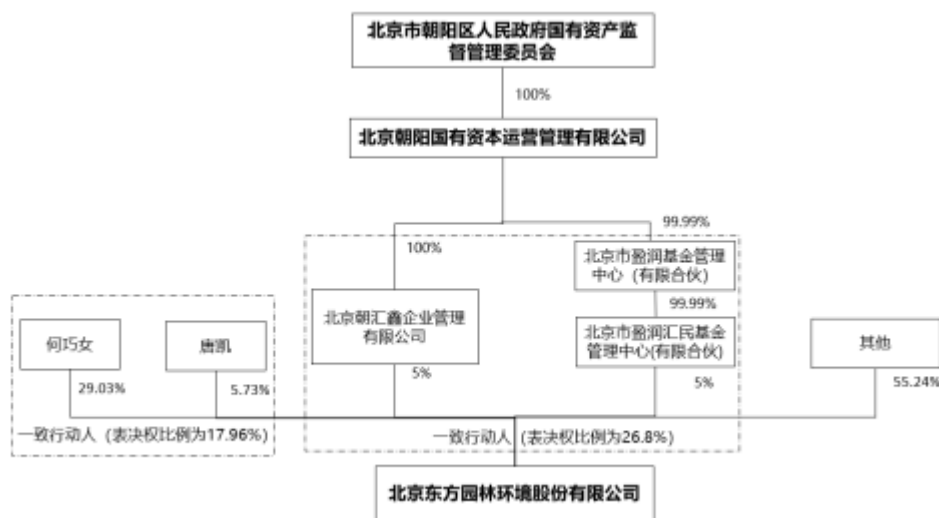 北京市朝阳区人民政府国有资产监
督管理委员会
100%
北京朝阳国有资本运营管理有限公司
99.99%
100%
北京市盈润基金管理
中心（有限合伙）
99.99%
北京朝汇鑫企业管理
有限公司
北京市盈润汇民基金
管理中心(有限合伙)
何巧女
唐凯
其他
29.03%
5.73%
5%
5%
55.24%
一致行动人（表决权比例为17.96%）
一致行动人（表决权比例为26.8%）
北京东方园林环境股份有限公司